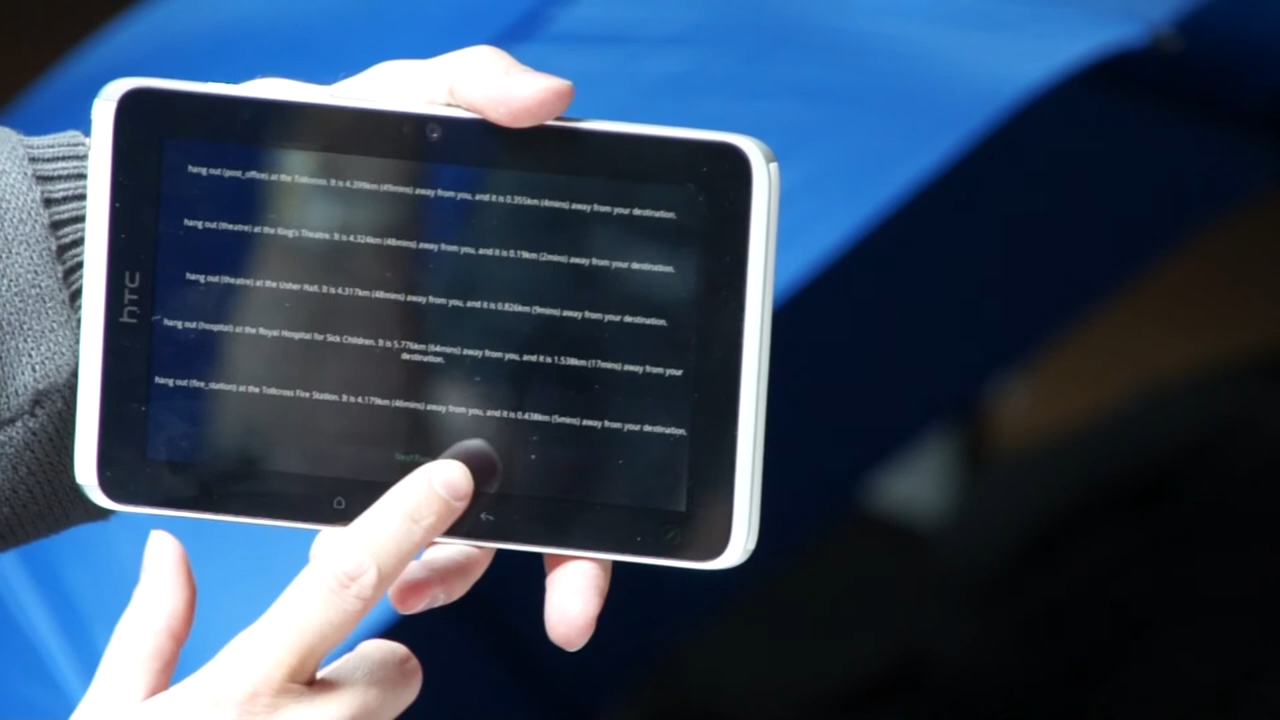 hang out (post_office) at the Tollcross. It is 4.399km (49mins) away from you, and it is 0.355km (4mins) away from your destination.
hang out (theatre) at the King's Theatre. It is 4.324km (48mins) away from you, and it is 0.19km (2mins) away from your destination.
hang out (theatre) at the Usher Hall. It is 4.317km (48mins) away from you, and it is 0.826km (9mins) away from your destination.
hang out (hospital) at the Royal Hospital for Sick Children. It is 5.776km (64mins) away from you, and it is 1.538km (17mins) away from your
destination.
hang out (fire_station) at the Tollcross Fire Station. It is 4.179km (46mins) away from you, and it is 0.438km (5mins) away from your destination.
hTC